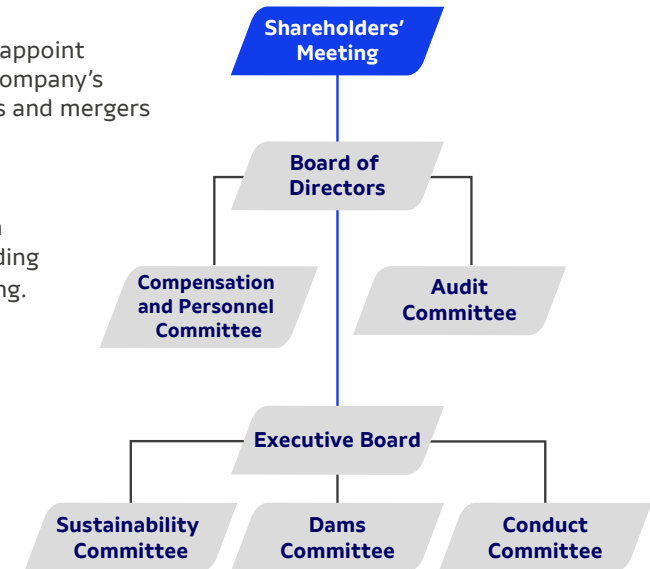 appoint
ompany's
s and mergers
ding
ng.
Shareholders'
Meeting
Board of
Directors
Compensation
and Personnel
Committee
Audit
Committee
Executive Board
Sustainability
Committee
Dams
Committee
Conduct
Committee